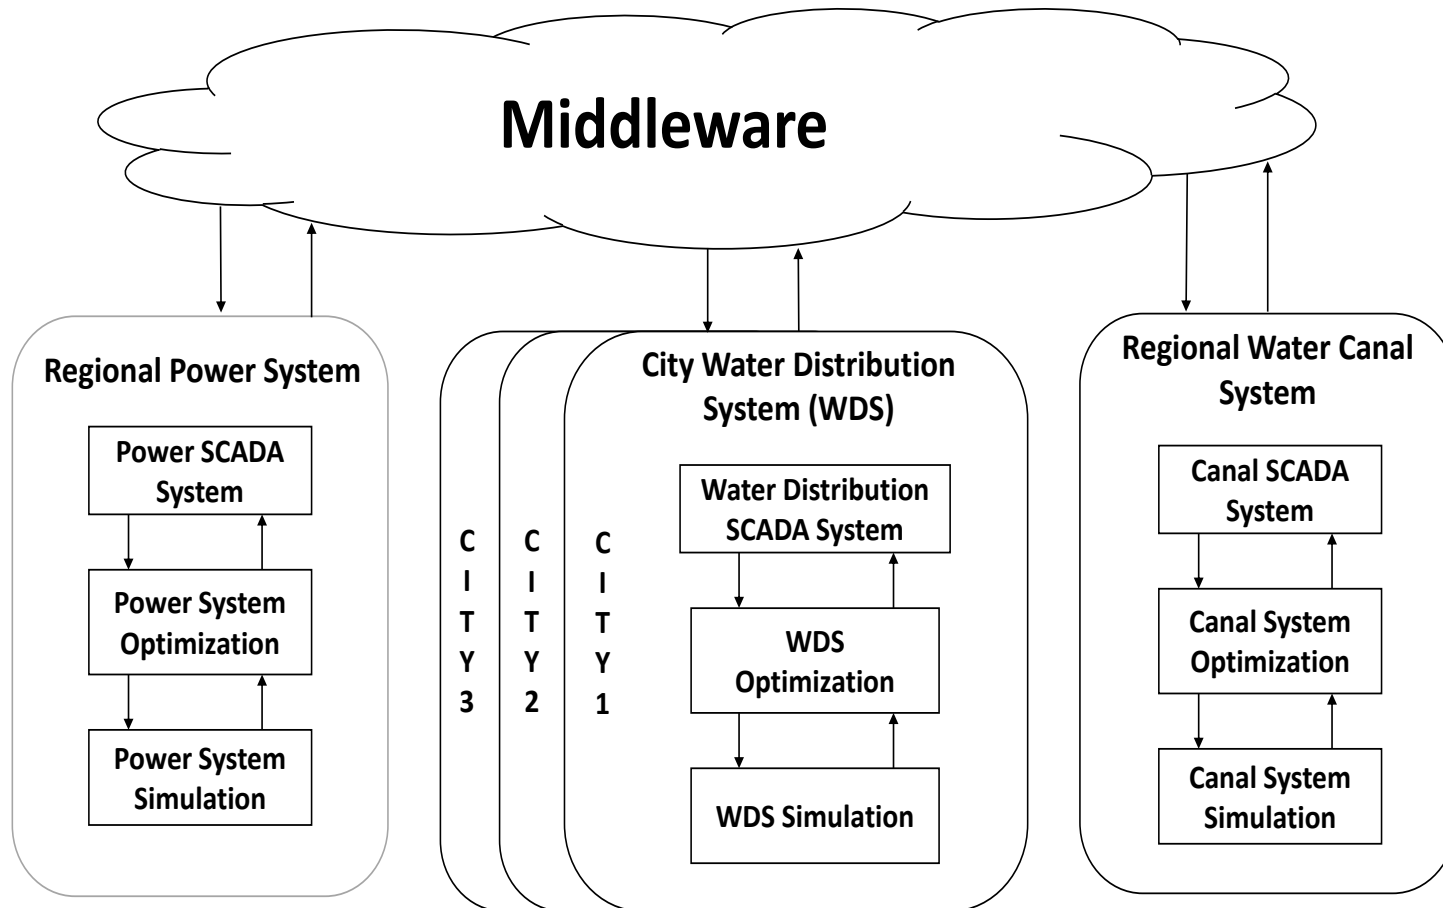 Middleware
Regional Power System
Power SCADA
System
Power System
Optimization
Power System
Simulation
C
I
T
Y
3
C
I
T
Y
2
C
I
T
Y
1
City Water Distribution
System (WDS)
Water Distribution
SCADA System
WDS
Optimization
WDS Simulation
Regional Water Canal
System
Canal SCADA
System
Canal System
Optimization
Canal System
Simulation